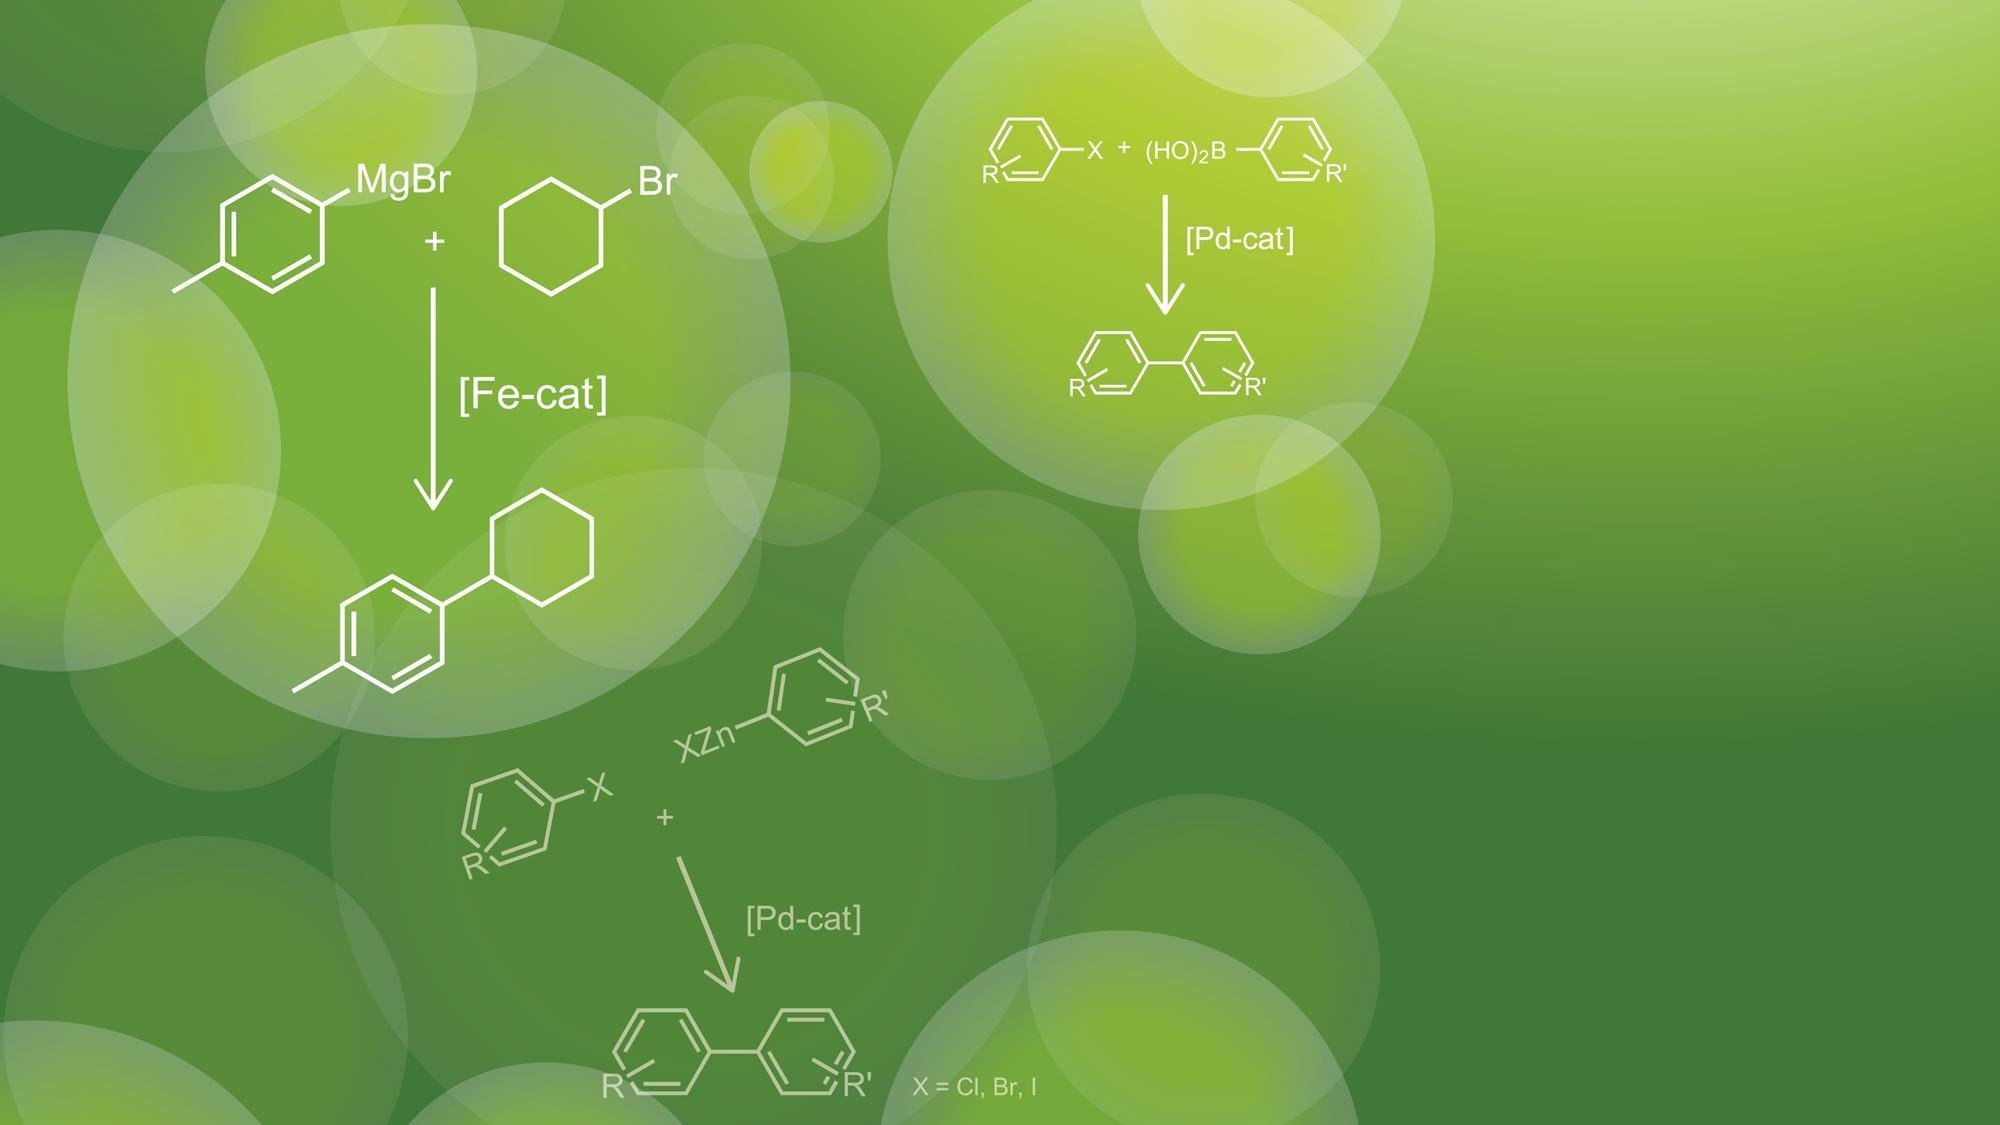 MgBr
+
Br
[Fe-cat]
X + (HO)₂B
R
R'
[Pd-cat]
R
R'
XZn
R'
X
+
R
[Pd-cat]
R
R'
X = Cl, Br, I